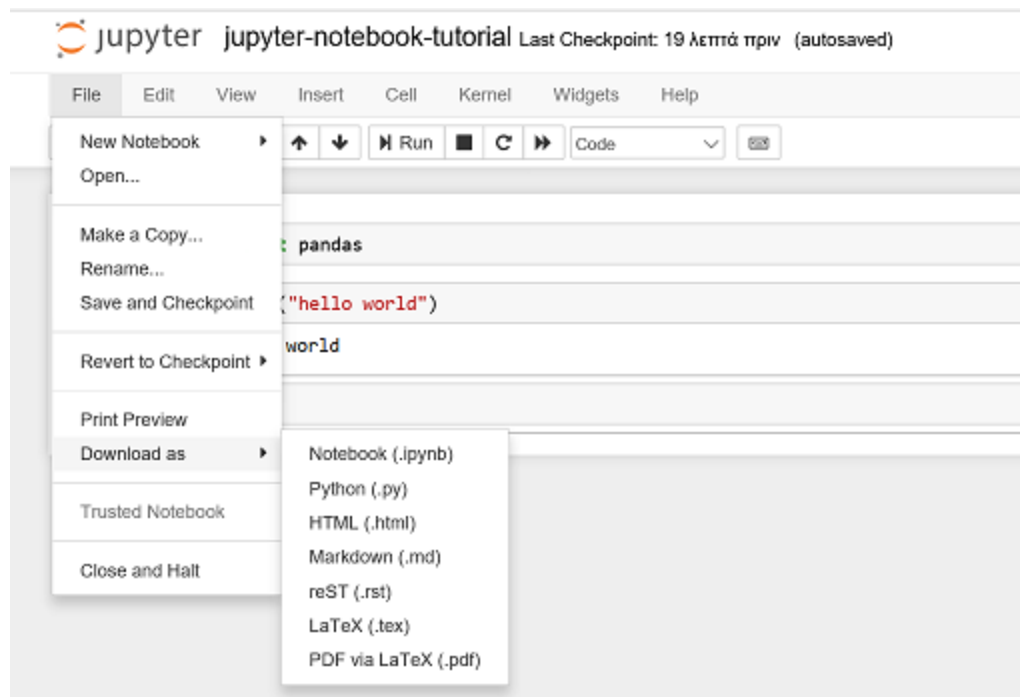 jupyter jupyter-notebook-tutorial Last Checkpoint: 19 λεπτά πριν (autosaved)
File Edit View Insert Cell Kernel Widgets Help
New Notebook
Run Code
Open...
Make a Copy...
pandas
Rename...
Save and Checkpoint
("hello world")
world
Revert to Checkpoint
Print Preview
Download as
Notebook (.ipynb)
Python (.py)
HTML (.html)
Markdown (.md)
reST (.rst)
LaTeX (.tex)
PDF via LaTeX (.pdf)
Trusted Notebook
Close and Halt